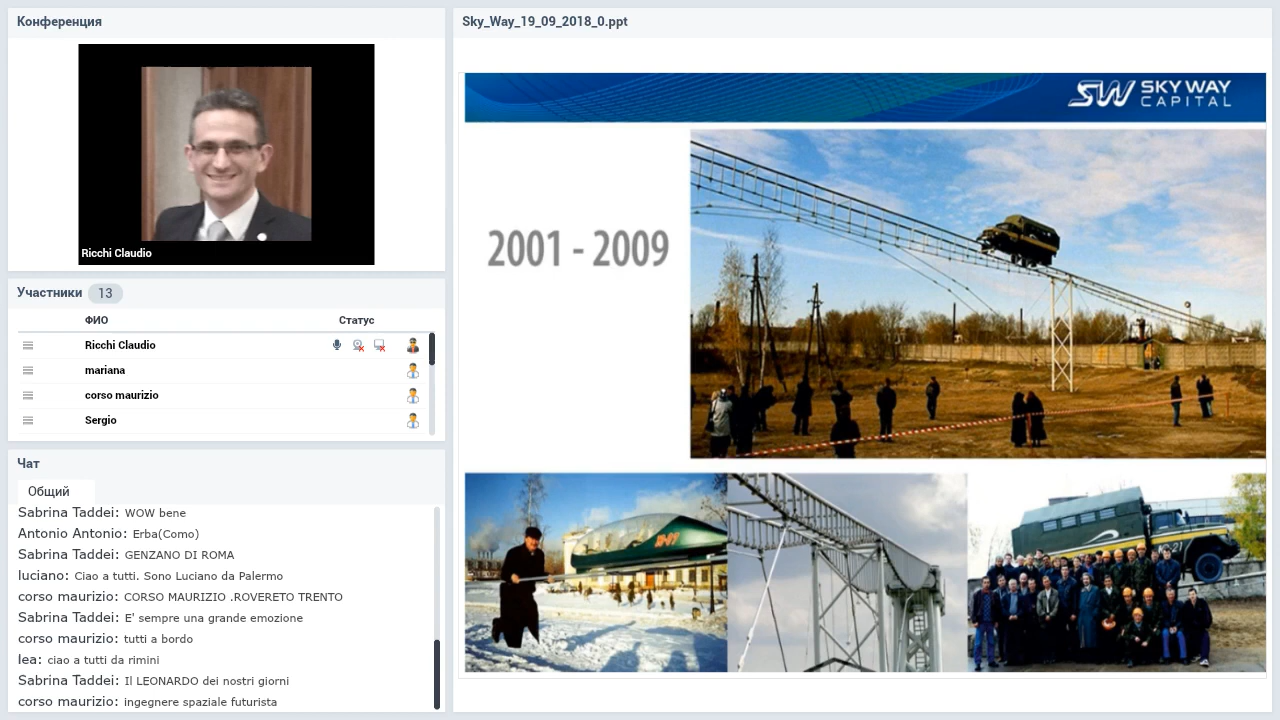 Конференция
Ricchi Claudio
Участники 13
ФИО Статус
Ricchi Claudio
mariana
corso maurizio
Sergio
Чат
Общий
Sabrina Taddei: WOW bene
Antonio Antonio: Erba(Como)
Sabrina Taddei: GENZANO DI ROMA
luciano: Ciao a tutti. Sono Luciano da Palermo
corso maurizio: CORSO MAURIZIO .ROVERETO TRENTO
Sabrina Taddei: E' sempre una grande emozione
corso maurizio: tutti a bordo
lea: ciao a tutti da rimini
Sabrina Taddei: Il LEONARDO dei nostri giorni
corso maurizio: ingegnere spaziale futurista
Sky_Way_19_09_2018_0.ppt
SW SKY WAY
CAPITAL
2001 - 2009